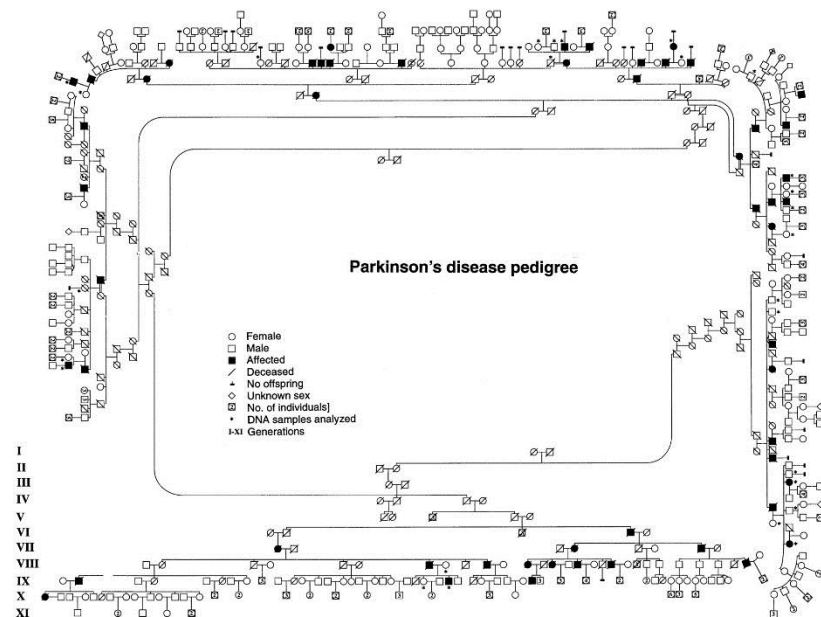 Parkinson's disease pedigree
Female
Male
Affected
Deceased
No offspring
Unknown sex
No. of individuals]
DNA samples analyzed
I-XI Generations
I
II
III
IV
V
VI
VII
VIII
IX
X
XI